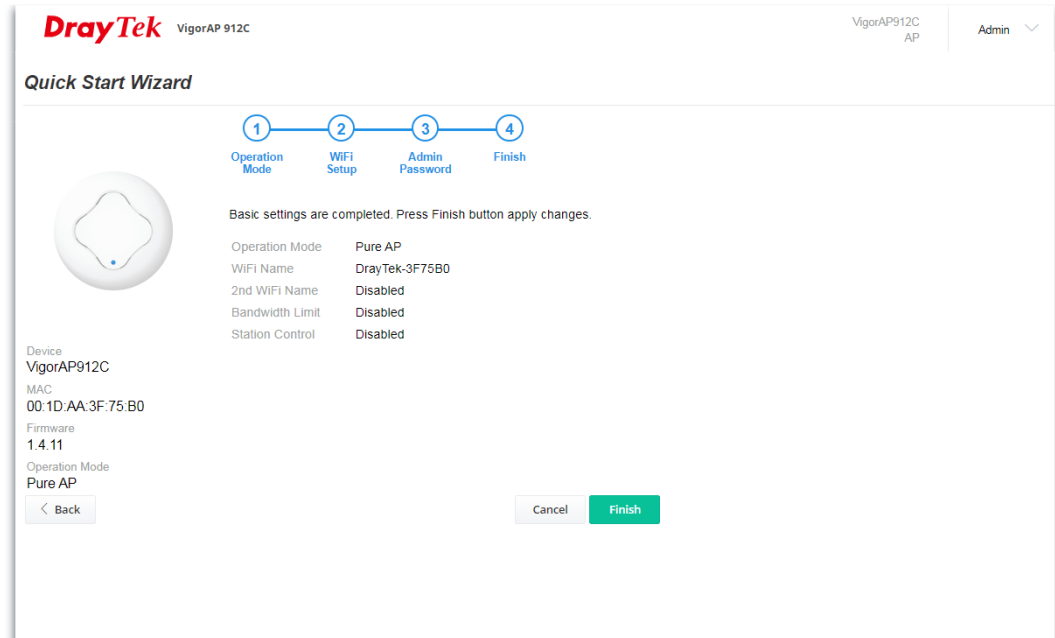 DrayTek VigorAP 912C
VigorAP912C
AP
Admin
Quick Start Wizard
1 2 3 4
Operation Mode
WiFi Setup
Admin Password
Finish
Basic settings are completed. Press Finish button apply changes.
Operation Mode Pure AP
WiFi Name DrayTek-3F75B0
2nd WiFi Name Disabled
Bandwidth Limit Disabled
Station Control Disabled
Device
VigorAP912C
MAC
00:1D:AA:3F:75:B0
Firmware
1.4.11
Operation Mode
Pure AP
Back Cancel Finish